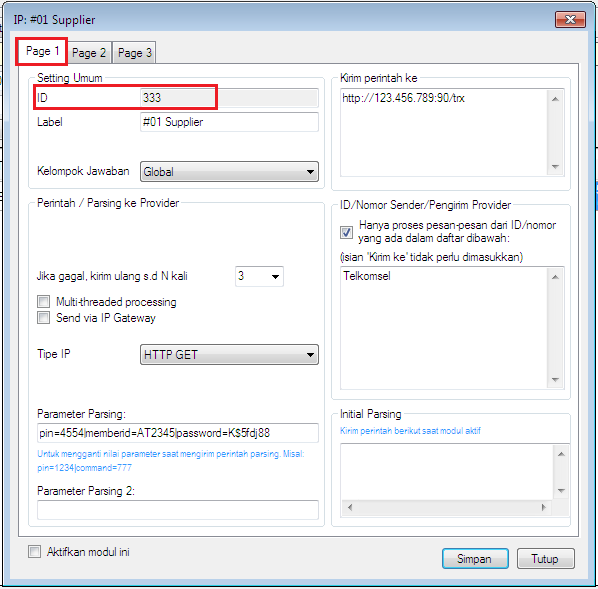 IP: #01 Supplier
Page 1
Page 2
Page 3
Setting Umum
ID
333
Label
#01 Supplier
Kelompok Jawaban
Global
Perintah / Parsing ke Provider
Jika gagal, kirim ulang s.d N kali
3
Multi-threaded processing
Send via IP Gateway
Tipe IP
HTTP GET
Parameter Parsing:
pin=4554|memberid=AT2345|password=K$5fdj88
Untuk mengganti nilai parameter saat mengirim perintah parsing. Misal:
pin=1234|command=777
Parameter Parsing 2:
Kirim perintah ke
http://123.456.789:90/trx
ID/Nomor Sender/Pengirim Provider
Hanya proses pesan-pesan dari ID/nomor
yang ada dalam daftar dibawah:
(isian 'Kirim ke' tidak perlu dimasukkan)
Telkomsel
Initial Parsing
Kirim perintah berikut saat modul aktif
Aktifkan modul ini
Simpan
Tutup